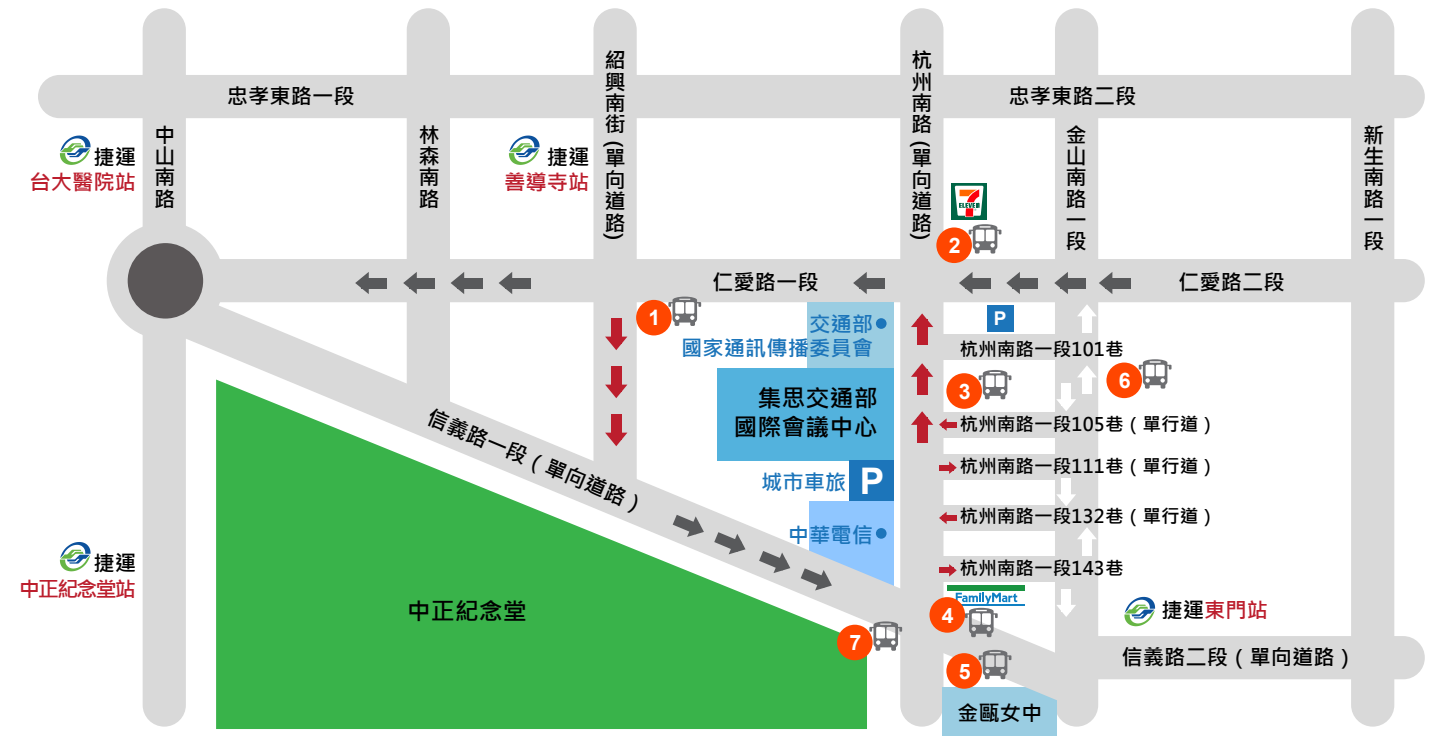 忠孝東路一段
忠孝東路二段
中山南路
林森南路
紹興南街(單向道路)
杭州南路(單向道路)
金山南路一段
新生南路一段
捷運
台大醫院站
捷運
善導寺站
7
ELEVEn
2
仁愛路一段
仁愛路二段
1
交通部
國家通訊傳播委員會
P
杭州南路一段101巷
3
6
集思交通部
國際會議中心
杭州南路一段105巷(單行道)
信義路一段(單向道路)
杭州南路一段111巷(單行道)
城市車旅 P
杭州南路一段132巷(單行道)
中華電信
杭州南路一段143巷
捷運
中正紀念堂站
中正紀念堂
FamilyMart
4
捷運東門站
7
5
信義路二段(單向道路)
金甌女中